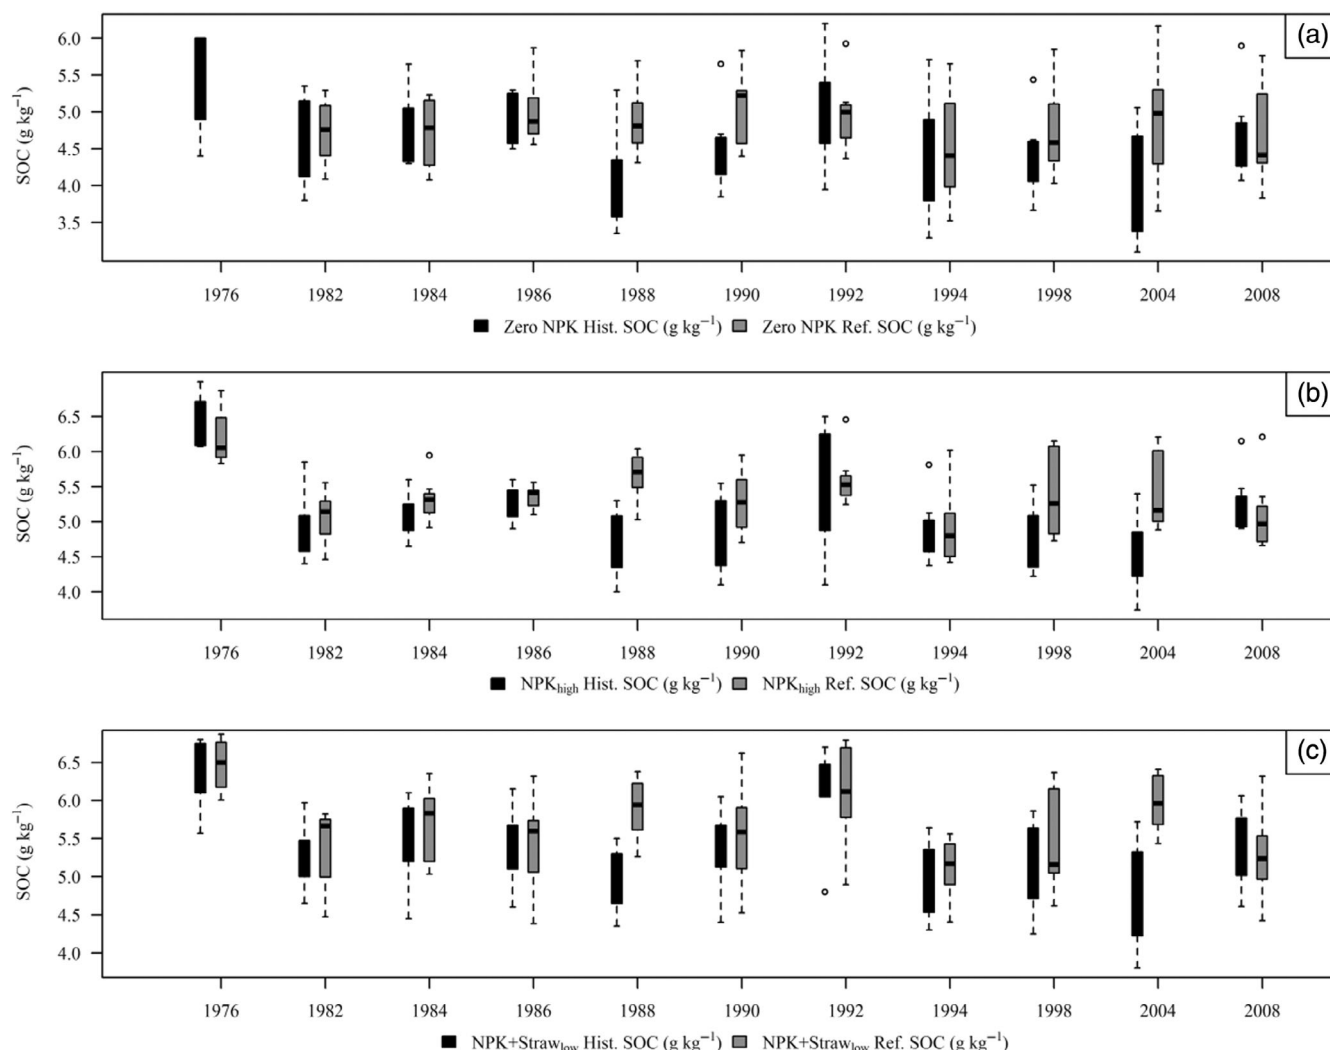 (a)
SOC (g kg⁻¹)
6.0
5.5
5.0
4.5
4.0
3.5
1976 1982 1984 1986 1988 1990 1992 1994 1998 2004 2008
Zero NPK Hist. SOC (g kg⁻¹) Zero NPK Ref. SOC (g kg⁻¹)
(b)
SOC (g kg⁻¹)
6.5
6.0
5.5
5.0
4.5
4.0
1976 1982 1984 1986 1988 1990 1992 1994 1998 2004 2008
NPKhigh Hist. SOC (g kg⁻¹) NPKhigh Ref. SOC (g kg⁻¹)
(c)
SOC (g kg⁻¹)
6.5
6.0
5.5
5.0
4.5
4.0
1976 1982 1984 1986 1988 1990 1992 1994 1998 2004 2008
NPK+Strawlow Hist. SOC (g kg⁻¹) NPK+Strawlow Ref. SOC (g kg⁻¹)